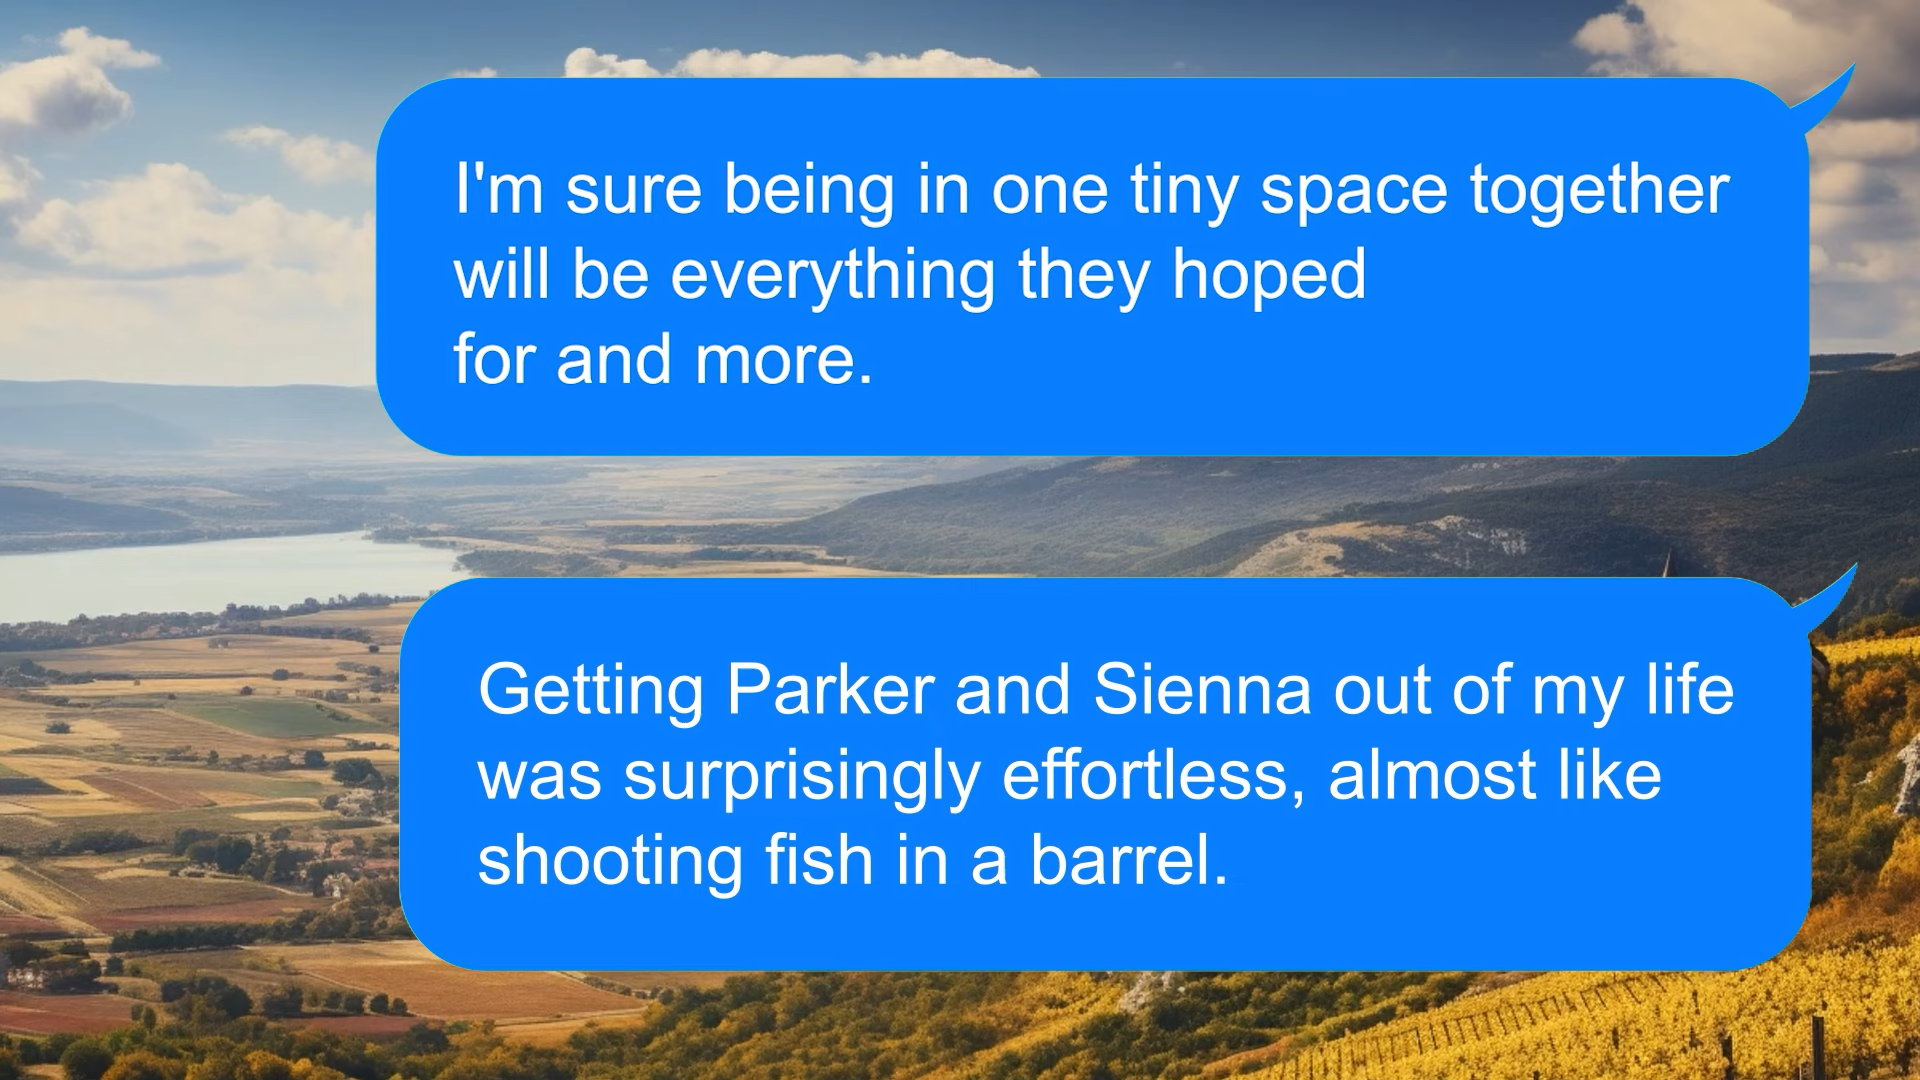 I'm sure being in one tiny space together
will be everything they hoped
for and more.
Getting Parker and Sienna out of my life
was surprisingly effortless, almost like
shooting fish in a barrel.